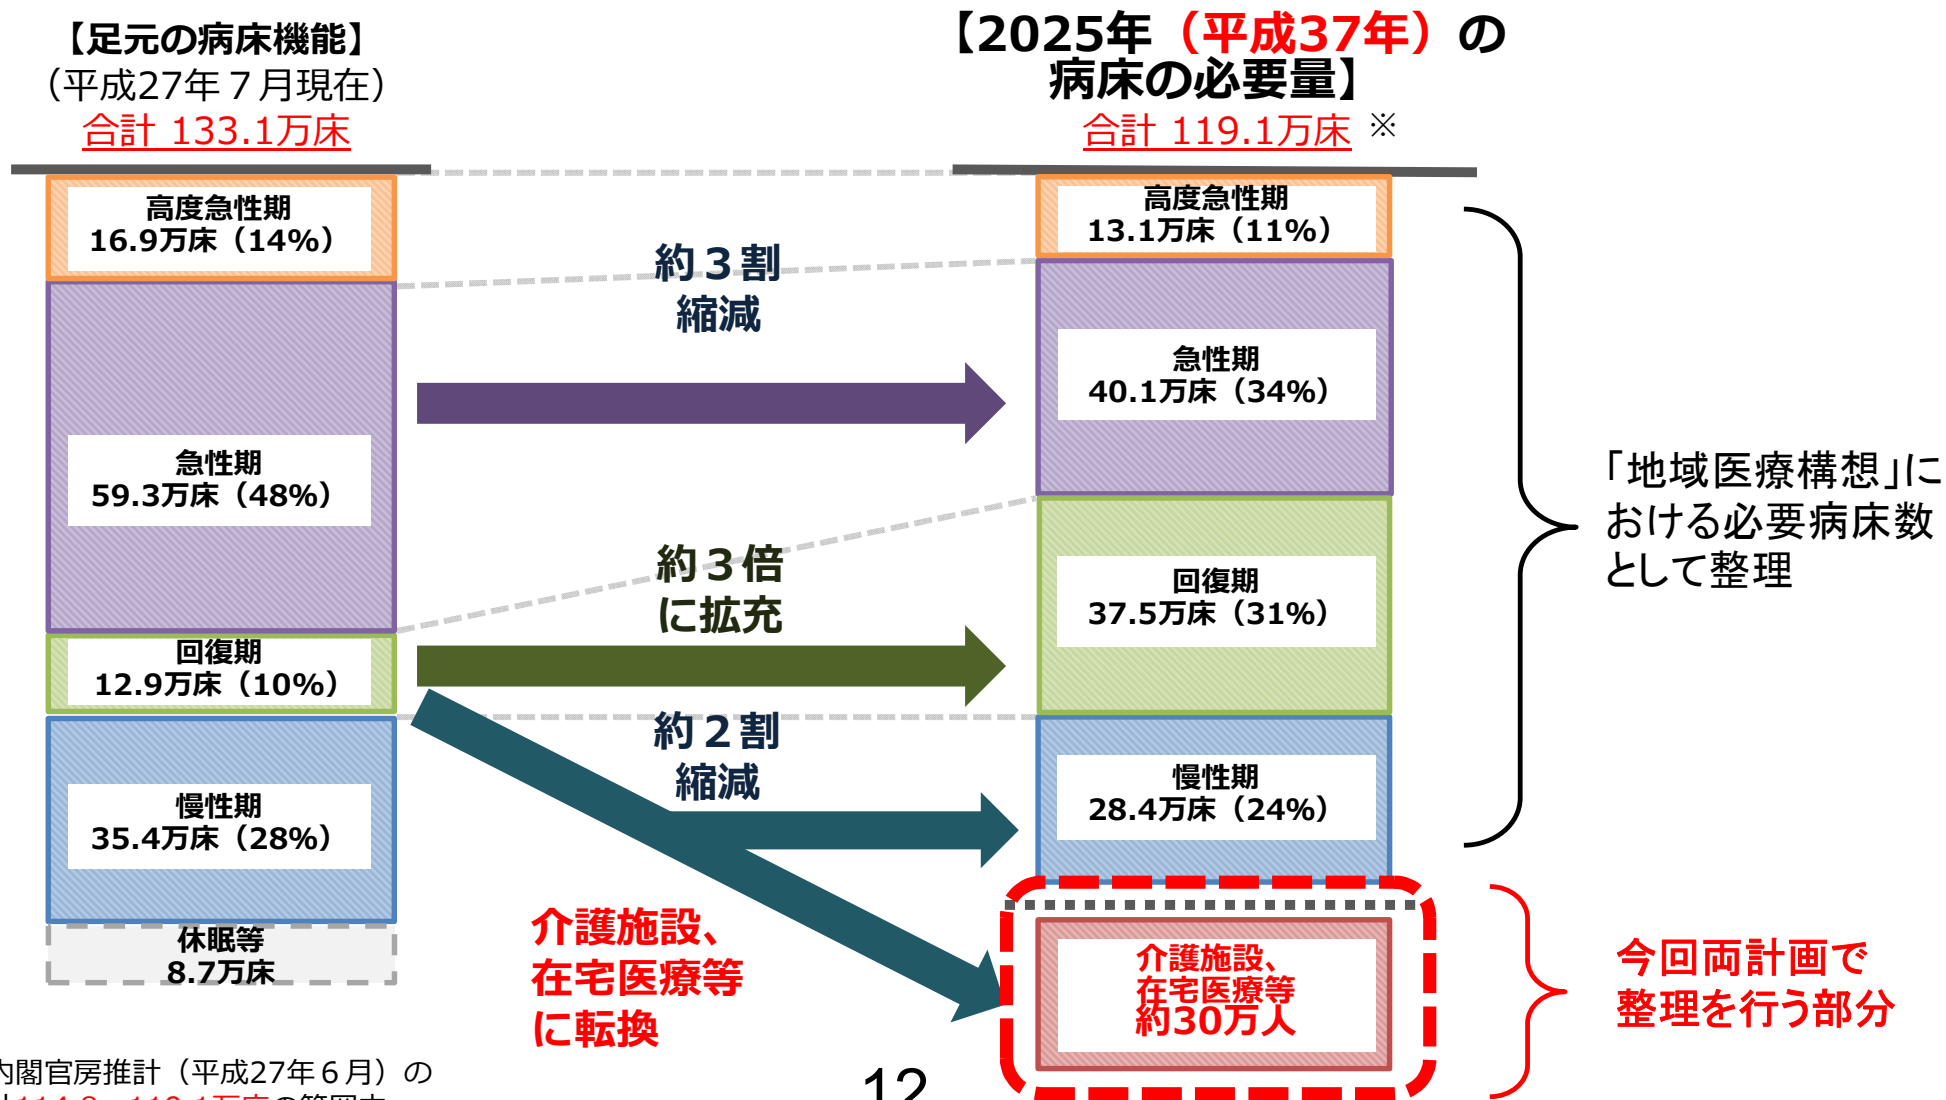 【足元の病床機能】
（平成27年７月現在）
合計 133.1万床
【2025年（平成37年）の
病床の必要量】
合計 119.1万床 ※
高度急性期
16.9万床（14%）
急性期
59.3万床（48%）
回復期
12.9万床（10%）
慢性期
35.4万床（28%）
休眠等
8.7万床
約３割
縮減
約３倍
に拡充
約２割
縮減
介護施設、
在宅医療等
に転換
高度急性期
13.1万床（11%）
急性期
40.1万床（34%）
回復期
37.5万床（31%）
慢性期
28.4万床（24%）
介護施設、
在宅医療等
約30万人
「地域医療構想」に
おける必要病床数
として整理
今回両計画で
整理を行う部分
内閣官房推計（平成27年６月）の
12